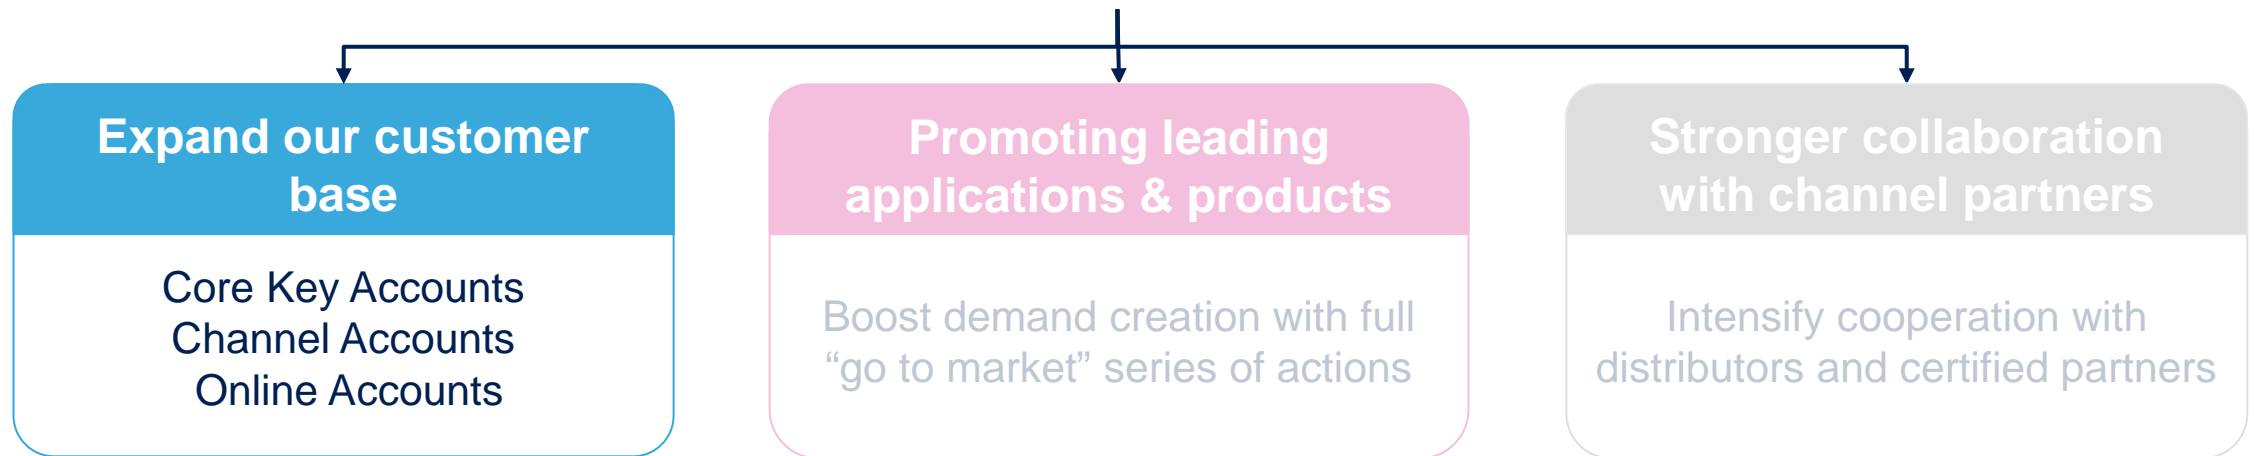 Expand our customer
base
Core Key Accounts
Channel Accounts
Online Accounts
Promoting leading
applications & products
Boost demand creation with full
“go to market” series of actions
Stronger collaboration
with channel partners
Intensify cooperation with
distributors and certified partners